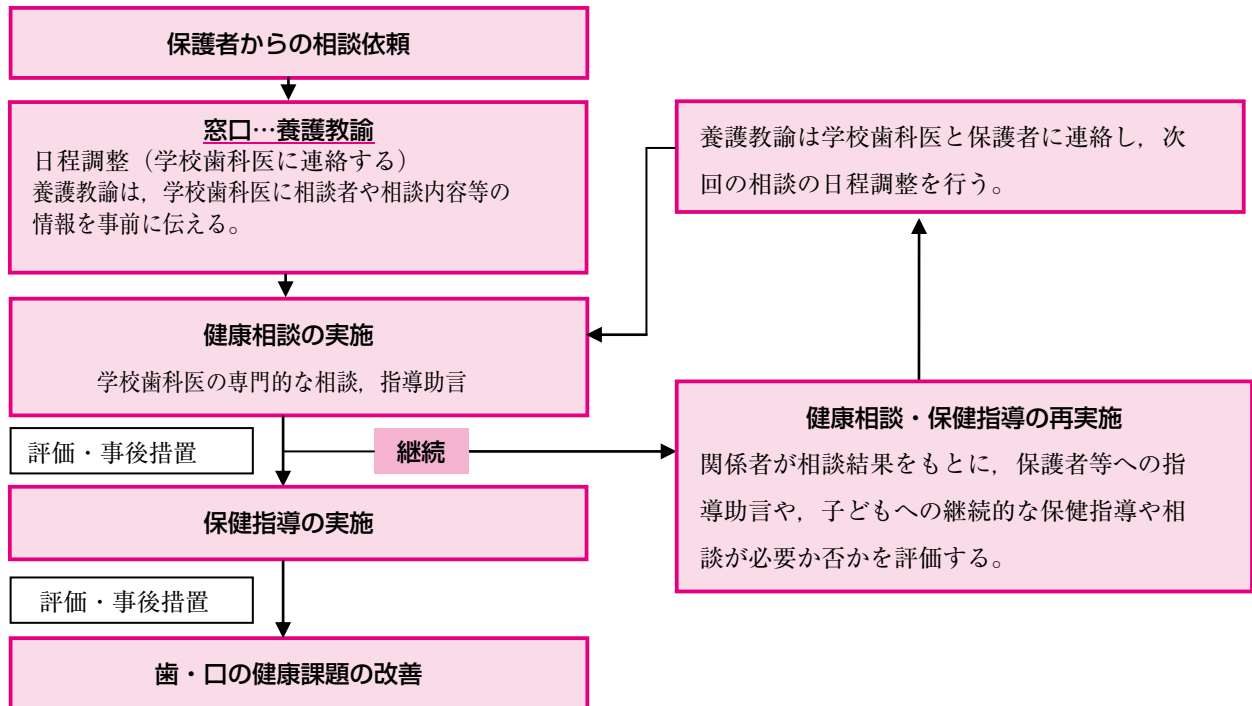 保護者からの相談依頼
窓口…養護教諭
日程調整（学校歯科医に連絡する）
養護教諭は，学校歯科医に相談者や相談内容等の
情報を事前に伝える。
健康相談の実施
学校歯科医の専門的な相談，指導助言
評価・事後措置
継続
保健指導の実施
評価・事後措置
歯・口の健康課題の改善
養護教諭は学校歯科医と保護者に連絡し，次
回の相談の日程調整を行う。
健康相談・保健指導の再実施
関係者が相談結果をもとに，保護者等への指
導助言や，子どもへの継続的な保健指導や相
談が必要か否かを評価する。